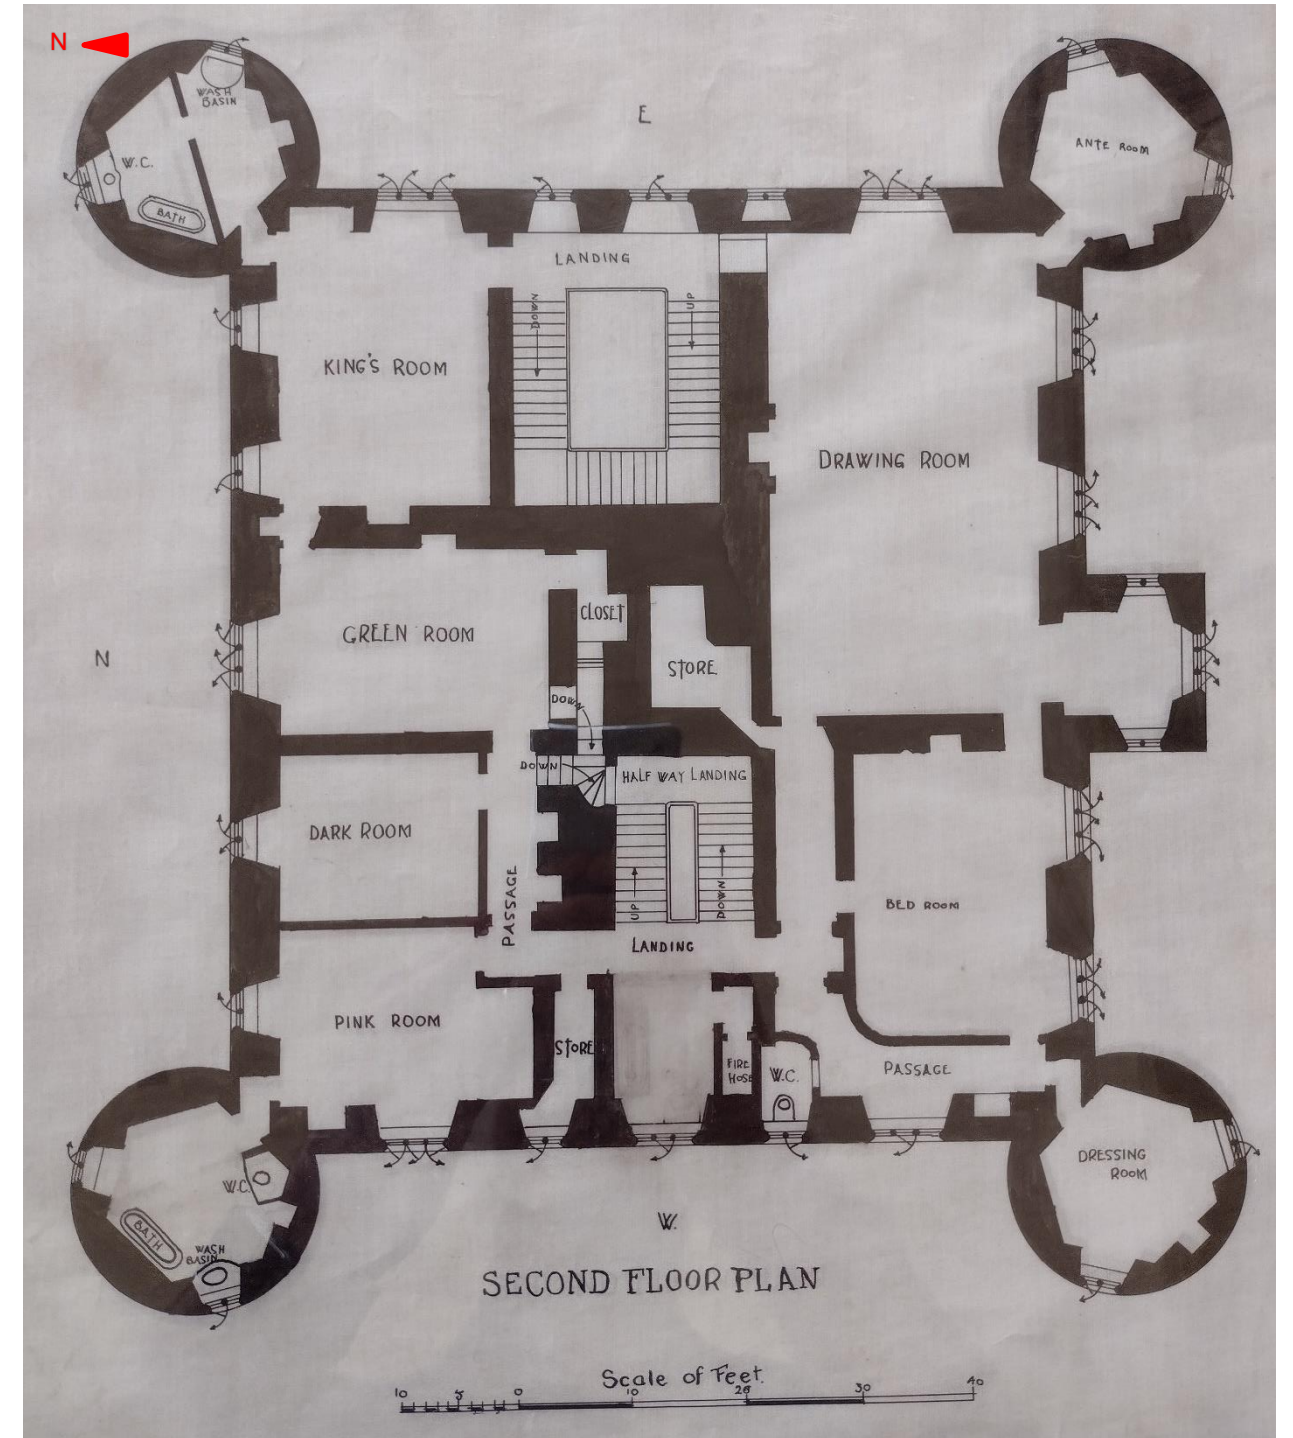 N
WASH
BASIN
W.C.
BATH
E
ANTE ROOM
LANDING
DOWN
UP
KING'S ROOM
DRAWING ROOM
GREEN ROOM
CLOSET
STORE
N
DOWN
DOWN
HALF WAY LANDING
DARK ROOM
PASSAGE
UP
DOWN
BED ROOM
LANDING
PINK ROOM
STORE
FIRE
HOSE
W.C.
PASSAGE
DRESSING
ROOM
W.C.
BATH
WASH
BASIN
W.
SECOND FLOOR PLAN
Scale of Feet.
10 5 0 10 20 30 40